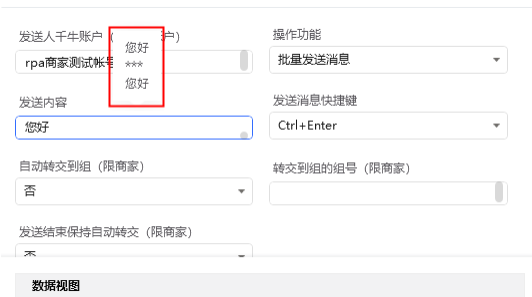 发送人千牛账户（
户）
操作功能
您好
***
您好
rpa商家测试帐号
批量发送消息
发送内容
发送消息快捷键
您好
Ctrl+Enter
自动转交到组（限商家）
转交到组的组号（限商家）
否
发送结束保持自动转交（限商家）
否
数据视图